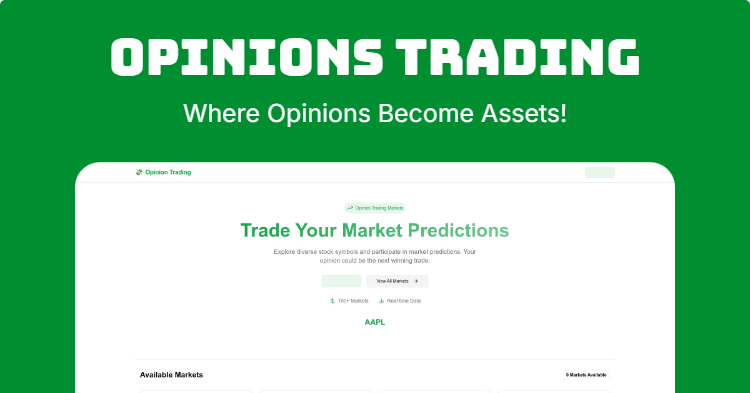 OPINIONS TRADING
Where Opinions Become Assets!
Opinion Trading
Opinion Trading Markets
Trade Your Market Predictions
Explore diverse stock symbols and participate in market predictions. Your
opinion could be the next winning trade.
View All Markets
100+ Markets
Real-time Data
AAPL
Available Markets
0 Markets Available